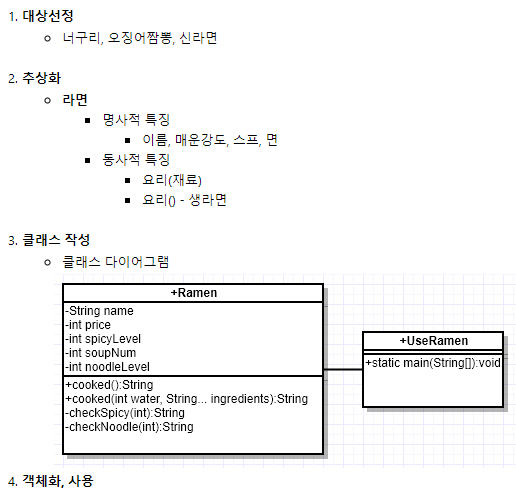 1. 대상선정
너구리, 오징어짬뽕, 신라면
2. 추상화
라면
명사적 특징
이름, 매운강도, 스프, 면
동사적 특징
요리(재료)
요리() - 생라면
3. 클래스 작성
클래스 다이어그램
+Ramen
-String name
-int price
-int spicyLevel
-int soupNum
-int noodleLevel
+cooked():String
+cooked(int water, String... ingredients):String
-checkSpicy(int):String
-checkNoodle(int):String
+UseRamen
+static main(String[]):void
4. 객체화, 사용